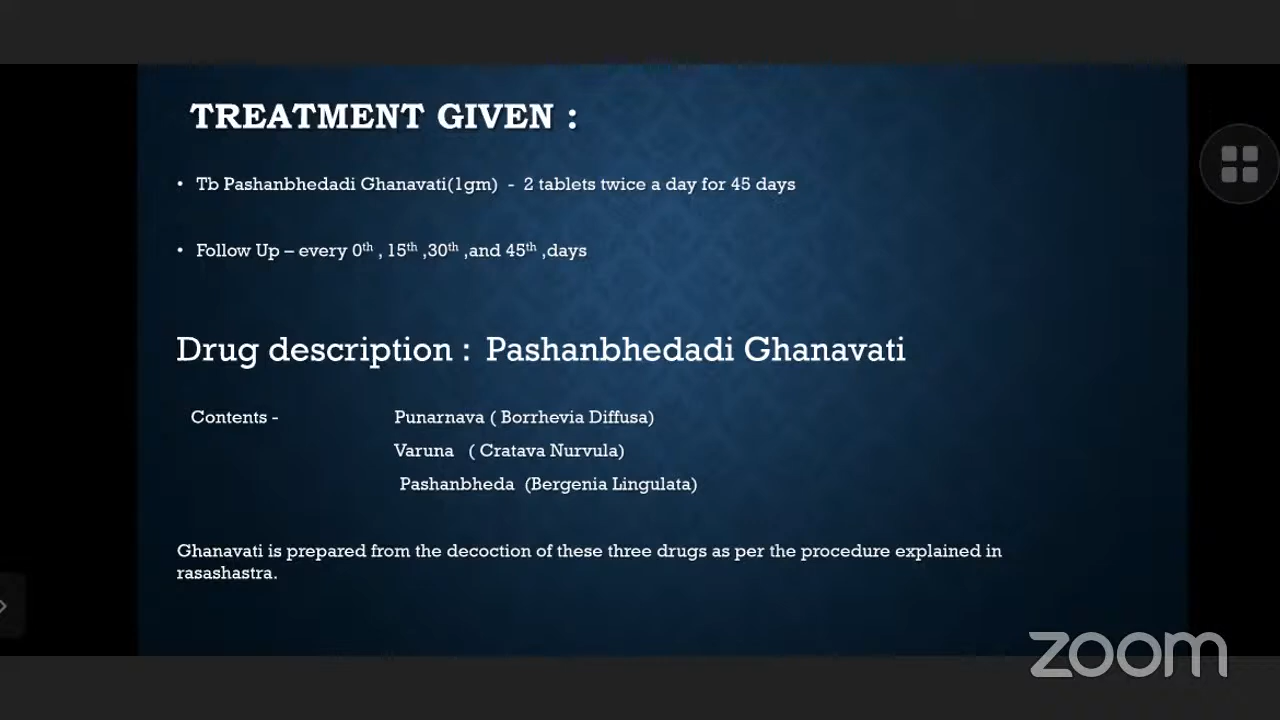 TREATMENT GIVEN :
• Tb Pashanbhedadi Ghanavati(1gm) - 2 tablets twice a day for 45 days
• Follow Up – every 0th , 15th ,30th ,and 45th ,days
Drug description : Pashanbhedadi Ghanavati
Contents - Punarnava ( Borrhevia Diffusa)
Varuna ( Cratava Nurvula)
Pashanbheda (Bergenia Lingulata)
Ghanavati is prepared from the decoction of these three drugs as per the procedure explained in
rasashastra.
zoom